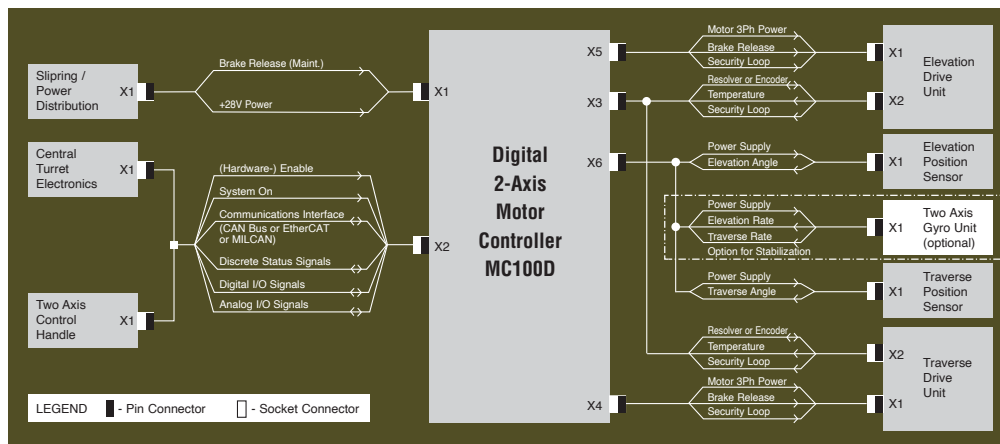 Slipring /
Power
Distribution
X1
Brake Release (Maint.)
+28V Power
X1
Central
Turret
Electronics
X1
(Hardware-) Enable
System On
Communications Interface
(CAN Bus or EtherCAT
or MILCAN)
Discrete Status Signals
Digital I/O Signals
Analog I/O Signals
X2
Two Axis
Control
Handle
X1
Digital
2-Axis
Motor
Controller
MC100D
X5
Motor 3Ph Power
Brake Release
Security Loop
X1
Elevation
Drive
Unit
X3
Resolver or Encoder
Temperature
Security Loop
X2
X6
Power Supply
Elevation Angle
X1
Elevation
Position
Sensor
Power Supply
Elevation Rate
Traverse Rate
Option for Stabilization
X1
Two Axis
Gyro Unit
(optional)
Power Supply
Traverse Angle
X1
Traverse
Position
Sensor
Resolver or Encoder
Temperature
Security Loop
X2
Traverse
Drive
Unit
X4
Motor 3Ph Power
Brake Release
Security Loop
X1
LEGEND - Pin Connector - Socket Connector